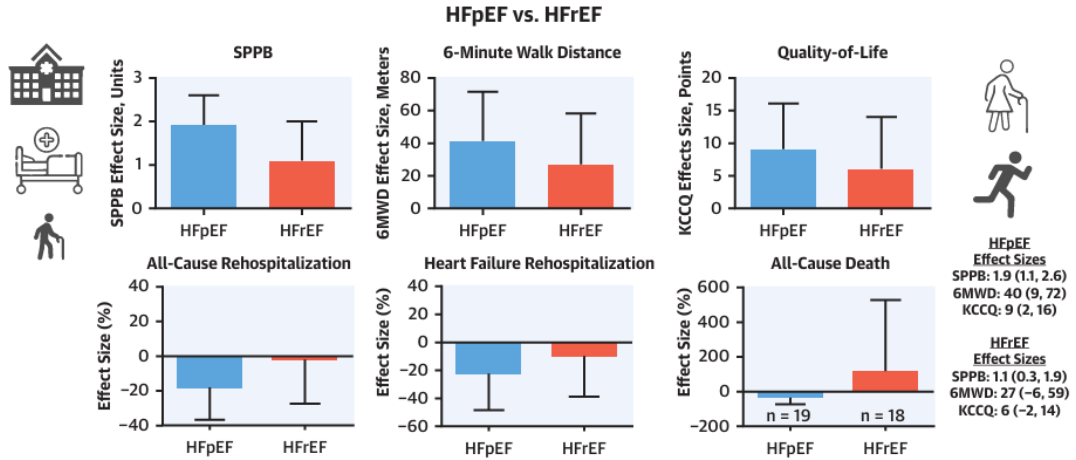 HFpEF vs. HFrEF
SPPB
SPPB Effect Size, Units
3
2
1
0
HFpEF
HFrEF
6-Minute Walk Distance
6MWD Effect Size, Meters
80
60
40
20
0
HFpEF
HFrEF
Quality-of-Life
KCCQ Effects Size, Points
20
15
10
5
0
HFpEF
HFrEF
All-Cause Rehospitalization
Effect Size (%)
40
20
0
−20
−40
HFpEF
HFrEF
Heart Failure Rehospitalization
Effect Size (%)
40
20
0
−20
−40
−60
HFpEF
HFrEF
All-Cause Death
Effect Size (%)
600
400
200
0
−200
n = 19
n = 18
HFpEF
HFrEF
HFpEF
Effect Sizes
SPPB: 1.9 (1.1, 2.6)
6MWD: 40 (9, 72)
KCCQ: 9 (2, 16)
HFrEF
Effect Sizes
SPPB: 1.1 (0.3, 1.9)
6MWD: 27 (−6, 59)
KCCQ: 6 (−2, 14)